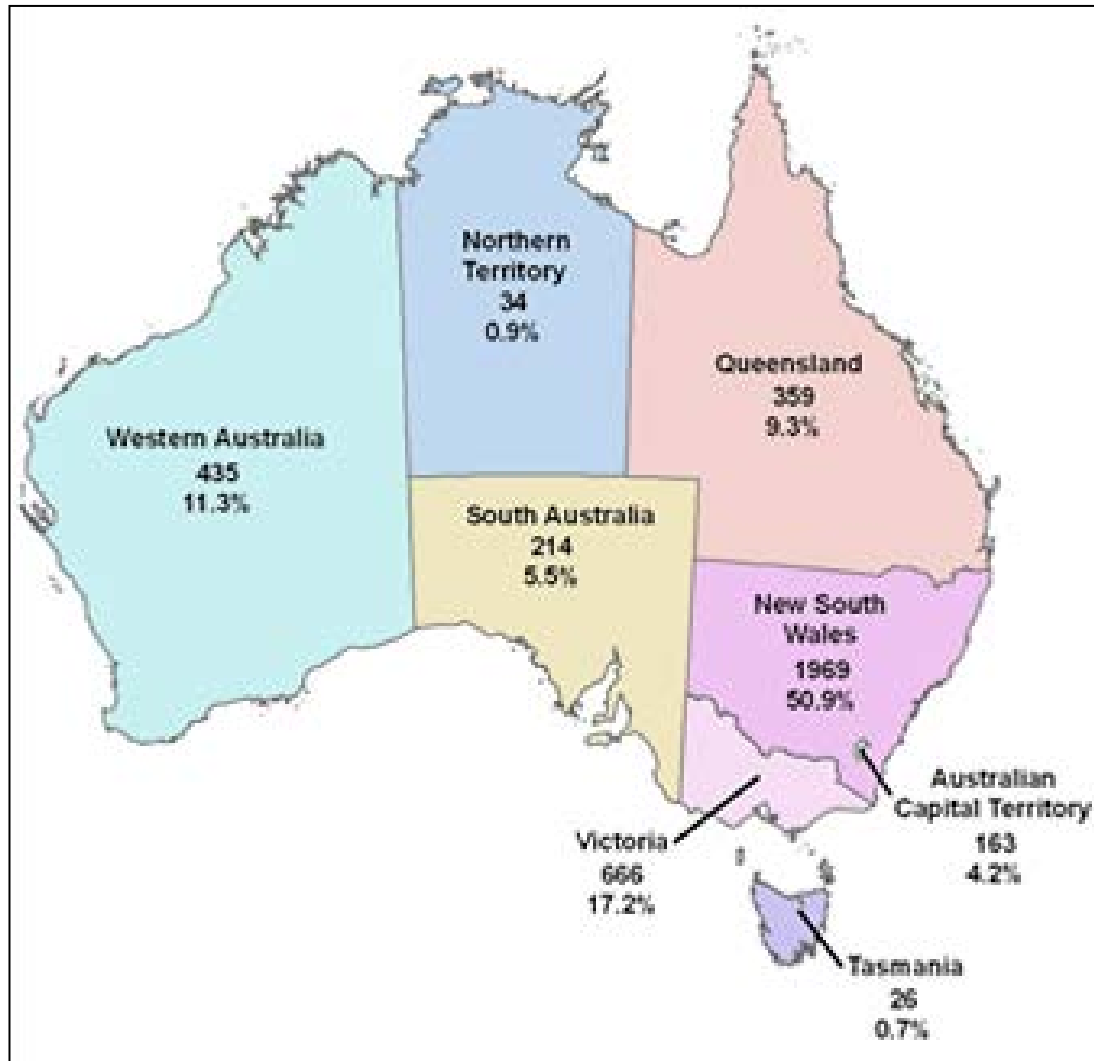 Northern
Territory
34
0.9%
Queensland
359
9.3%
Western Australia
435
11.3%
South Australia
214
5.5%
New South
Wales
1969
50.9%
Australian
Capital Territory
163
4.2%
Victoria
666
17.2%
Tasmania
26
0.7%